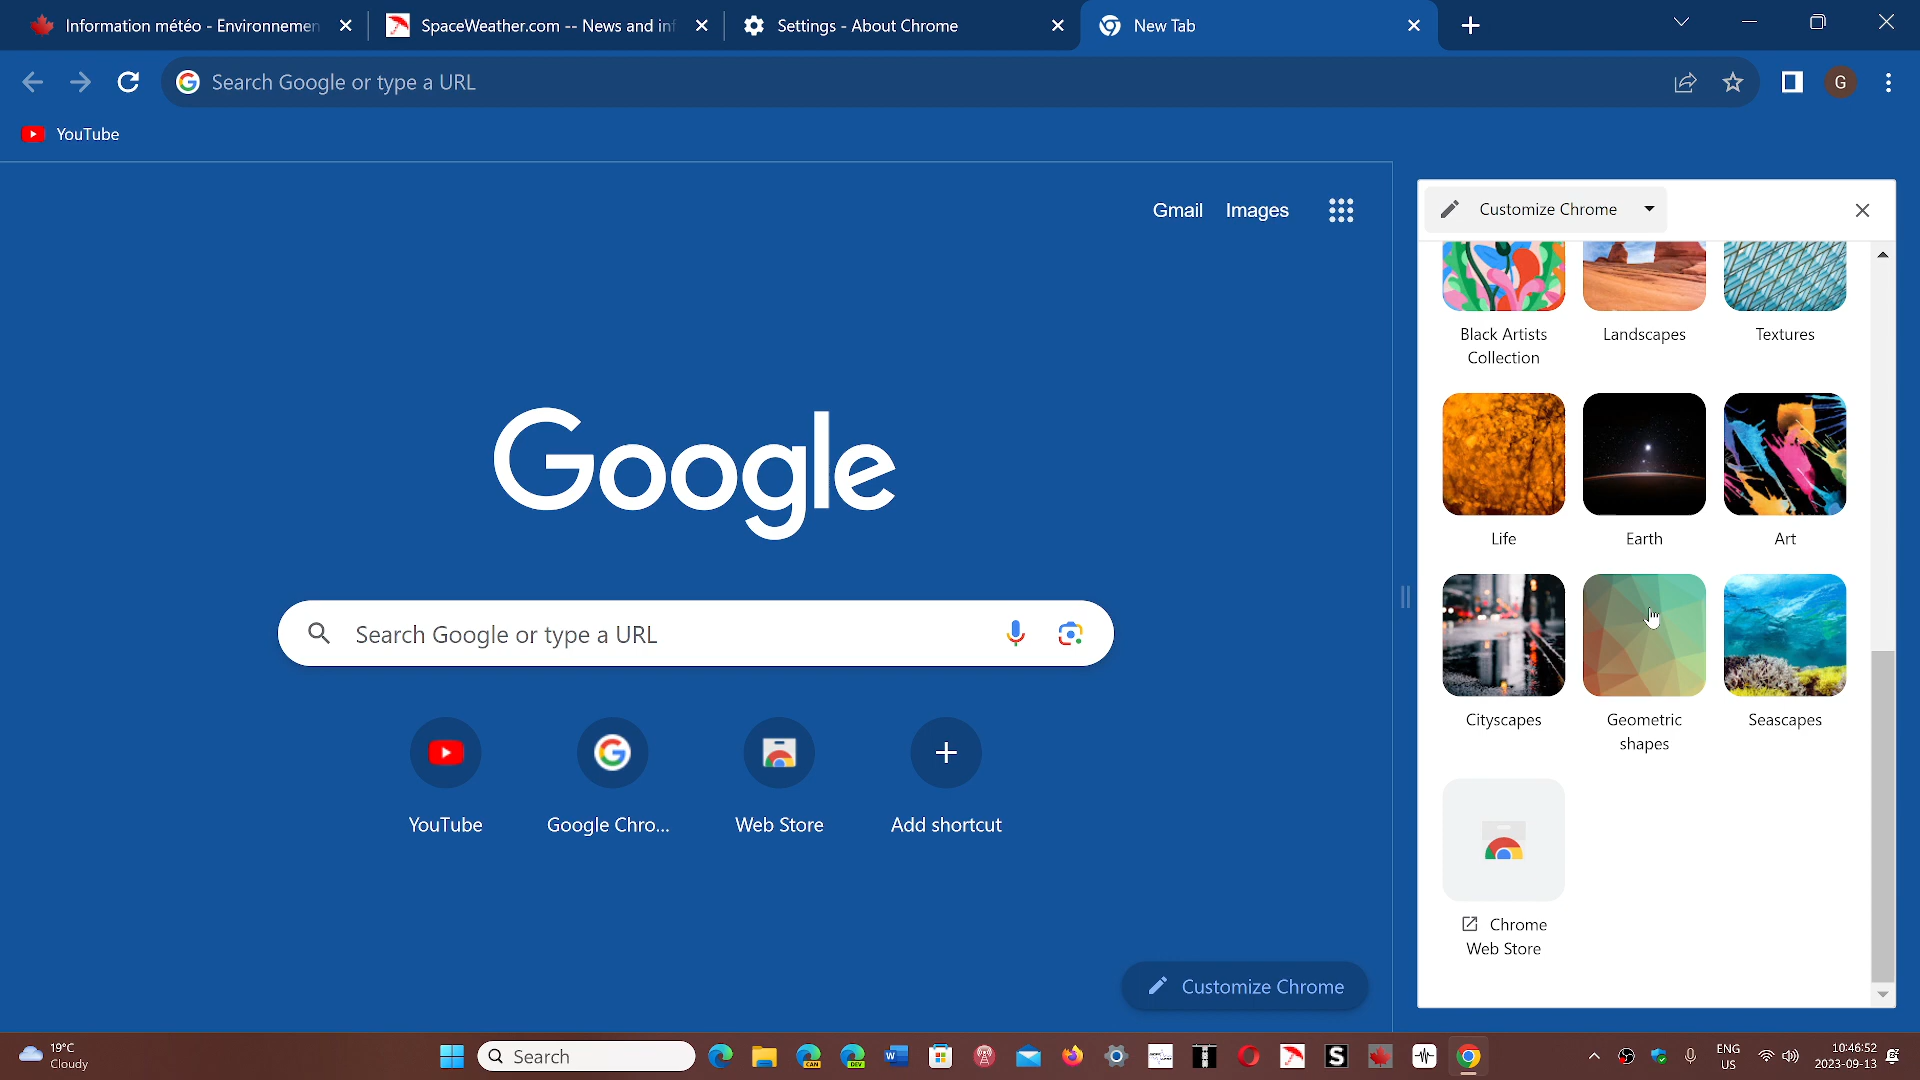 Information météo - Environnemen
SpaceWeather.com -- News and inf
Settings - About Chrome
New Tab
Search Google or type a URL
G
YouTube
Gmail
Images
Customize Chrome
Black Artists
Collection
Landscapes
Textures
Life
Earth
Art
Cityscapes
Geometric
shapes
Seascapes
Chrome
Web Store
Google
Search Google or type a URL
YouTube
Google Chro...
Web Store
Add shortcut
Customize Chrome
19°C
Cloudy
Search
CAN
DEV
W
S
ENG
US
10:46:52
2023-09-13